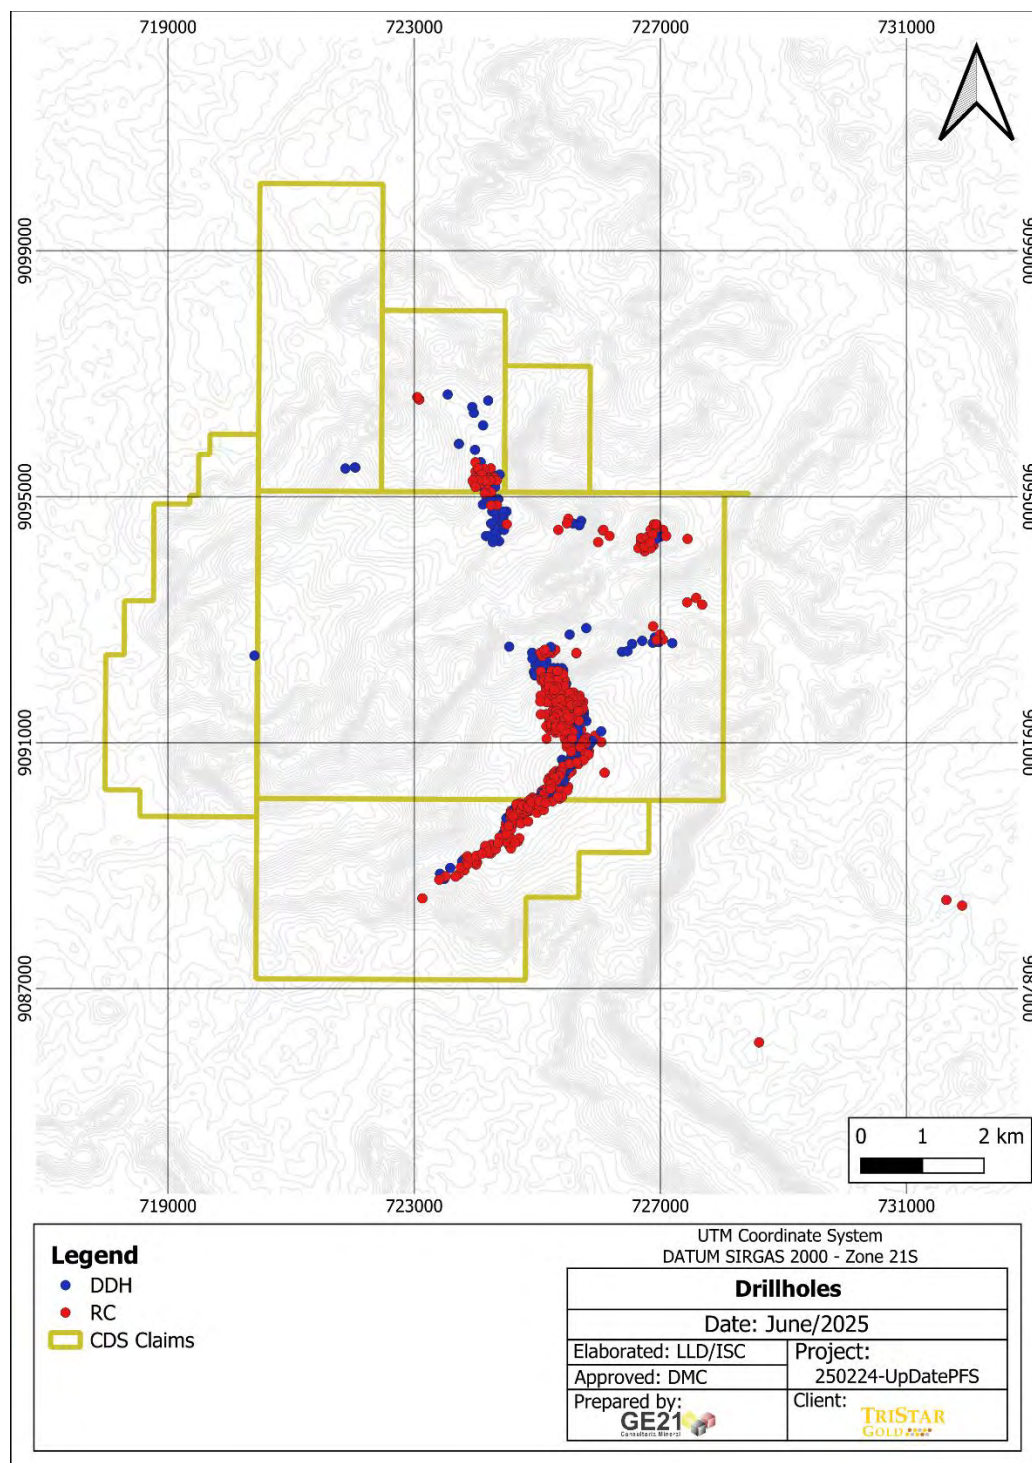 719000 723000 727000 731000
9099000 9099000
9095000 9095000
9091000 9091000
9087000 9087000
0 1 2 km
719000 723000 727000 731000
Legend
DDH
RC
CDS Claims
UTM Coordinate System
DATUM SIRGAS 2000 - Zone 21S
Drillholes
Date: June/2025
Elaborated: LLD/ISC
Approved: DMC
Project:
250224-UpDatePFS
Prepared by:
GE21
Consultoria Mineral
Client:
TRISTAR
GOLD